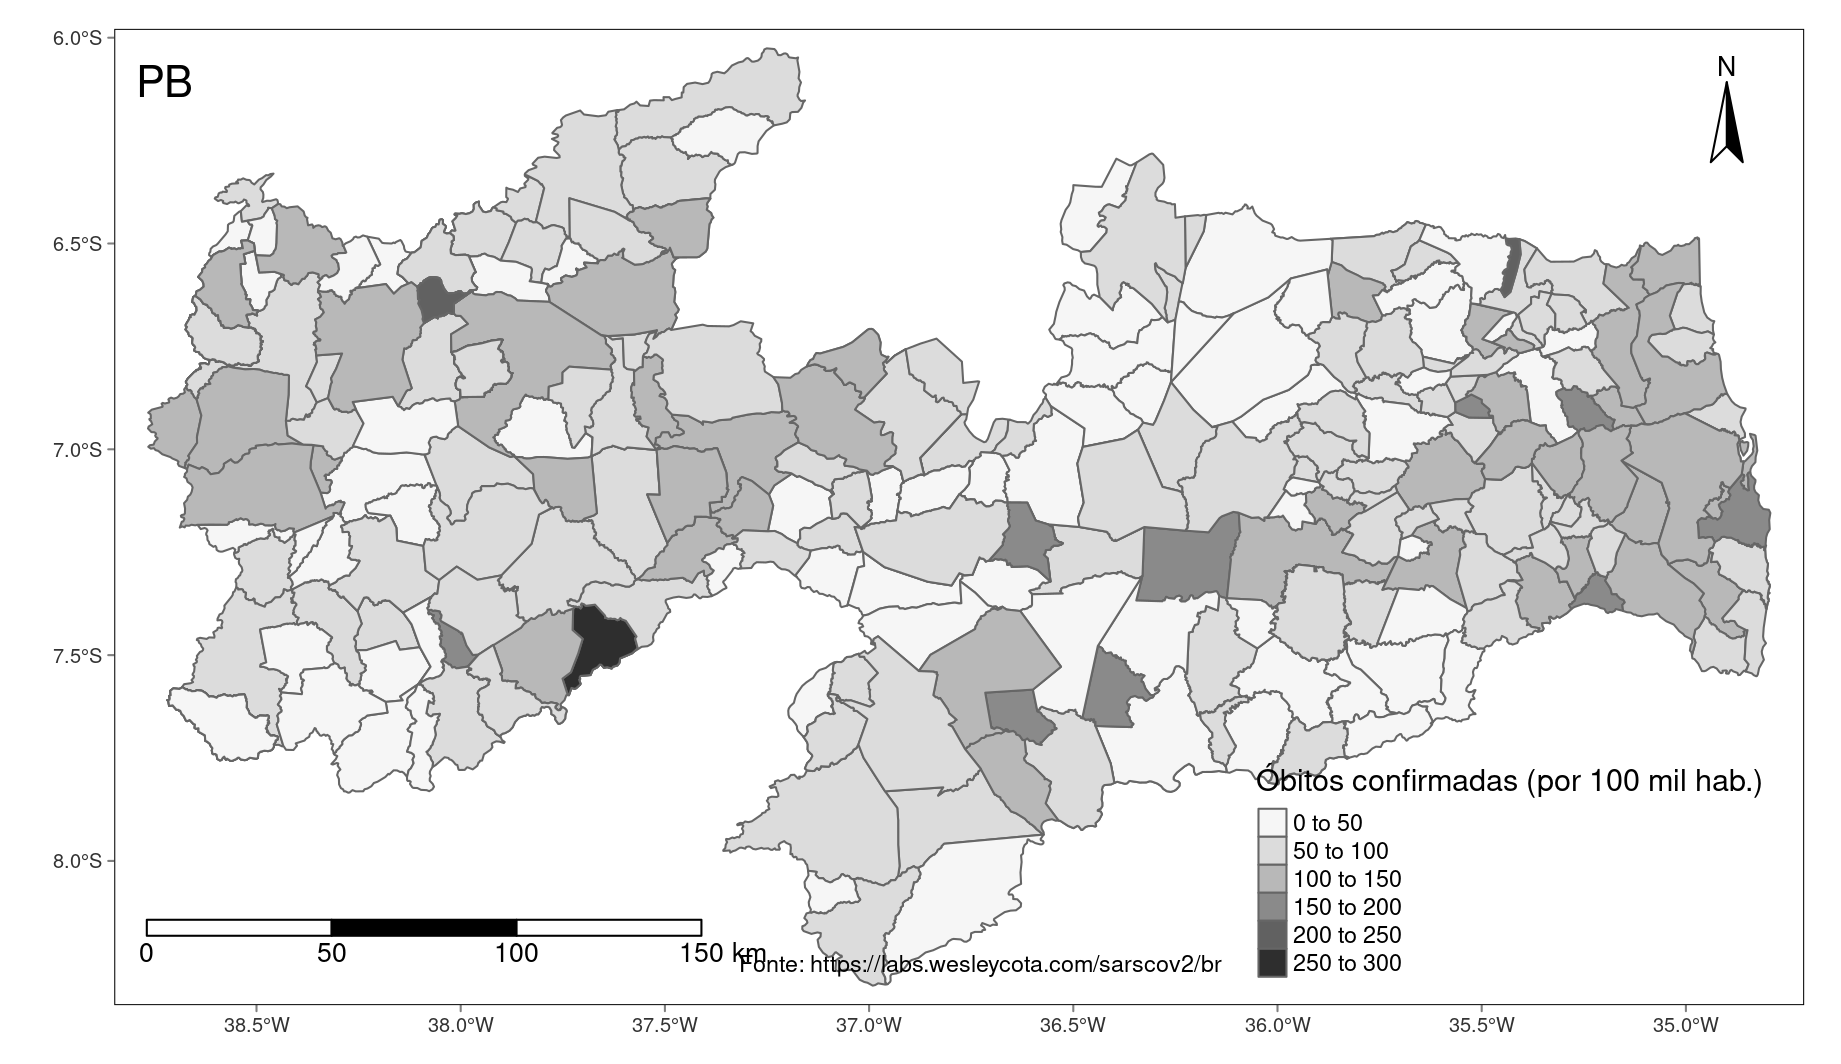 6.0°S
PB
N
6.5°S
7.0°S
7.5°S
8.0°S
Óbitos confirmadas (por 100 mil hab.)
0 to 50
50 to 100
100 to 150
150 to 200
200 to 250
250 to 300
0 50 100 150 km
Fonte: https://labs.wesleycota.com/sarscov2/br
38.5°W 38.0°W 37.5°W 37.0°W 36.5°W 36.0°W 35.5°W 35.0°W